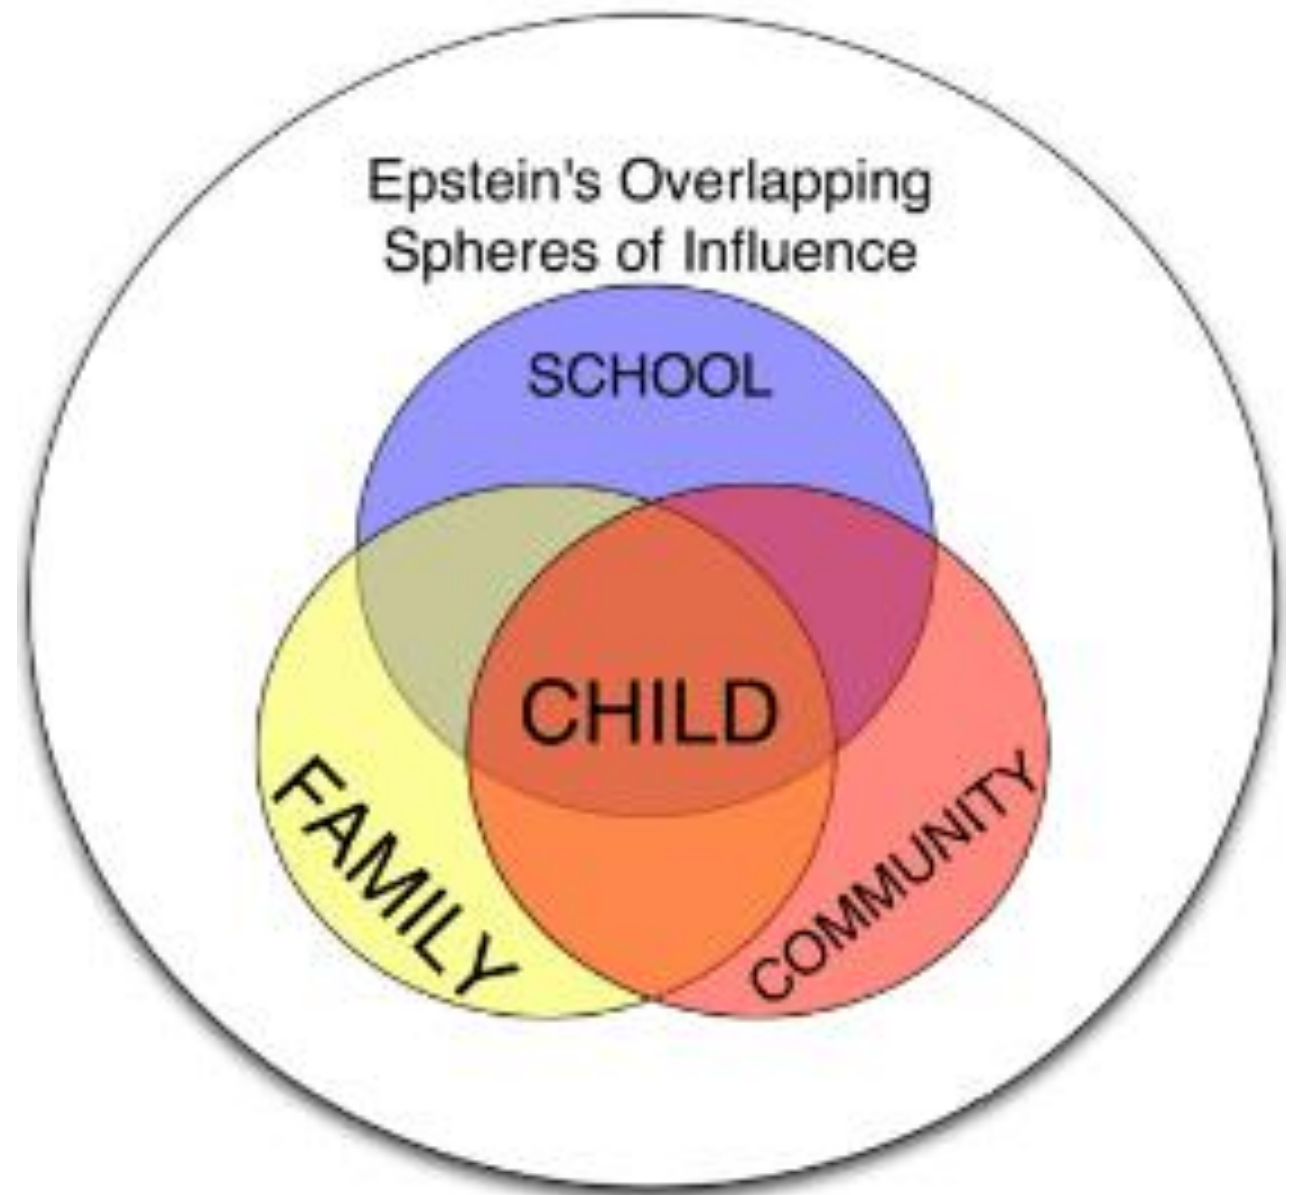 Epstein's Overlapping
Spheres of Influence
SCHOOL
CHILD
FAMILY
COMMUNITY